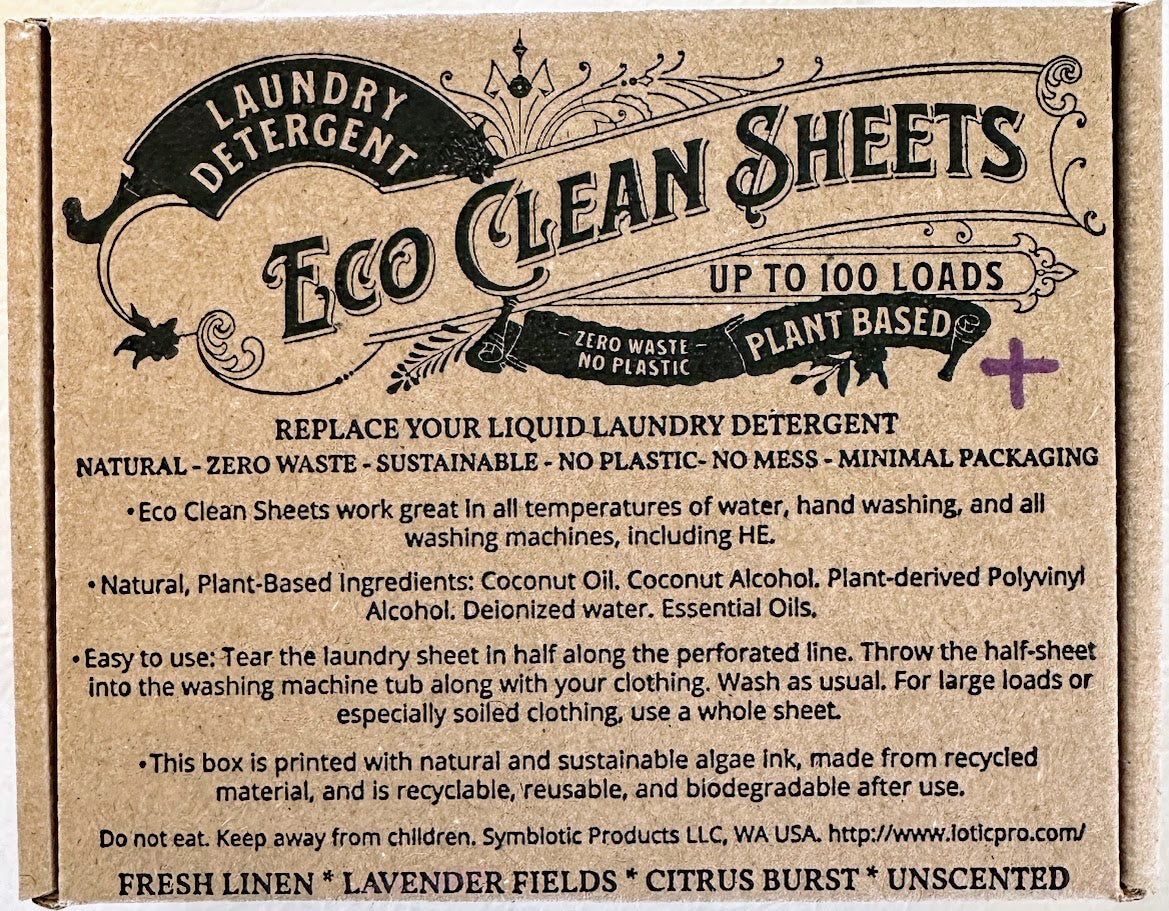 LAUNDRY
DETERGENT
ECO CLEAN SHEETS
UP TO 100 LOADS
- ZERO WASTE -
NO PLASTIC
PLANT BASED
REPLACE YOUR LIQUID LAUNDRY DETERGENT
NATURAL - ZERO WASTE - SUSTAINABLE - NO PLASTIC- NO MESS - MINIMAL PACKAGING
•Eco Clean Sheets work great in all temperatures of water, hand washing, and all
washing machines, including HE.
•Natural, Plant-Based Ingredients: Coconut Oil. Coconut Alcohol. Plant-derived Polyvinyl
Alcohol. Deionized water. Essential Oils.
•Easy to use: Tear the laundry sheet in half along the perforated line. Throw the half-sheet
into the washing machine tub along with your clothing. Wash as usual. For large loads or
especially soiled clothing, use a whole sheet.
•This box is printed with natural and sustainable algae ink, made from recycled
material, and is recyclable, reusable, and biodegradable after use.
Do not eat. Keep away from children. Symbiotic Products LLC, WA USA. http://www.ioticpro.com/
FRESH LINEN * LAVENDER FIELDS * CITRUS BURST * UNSCENTED